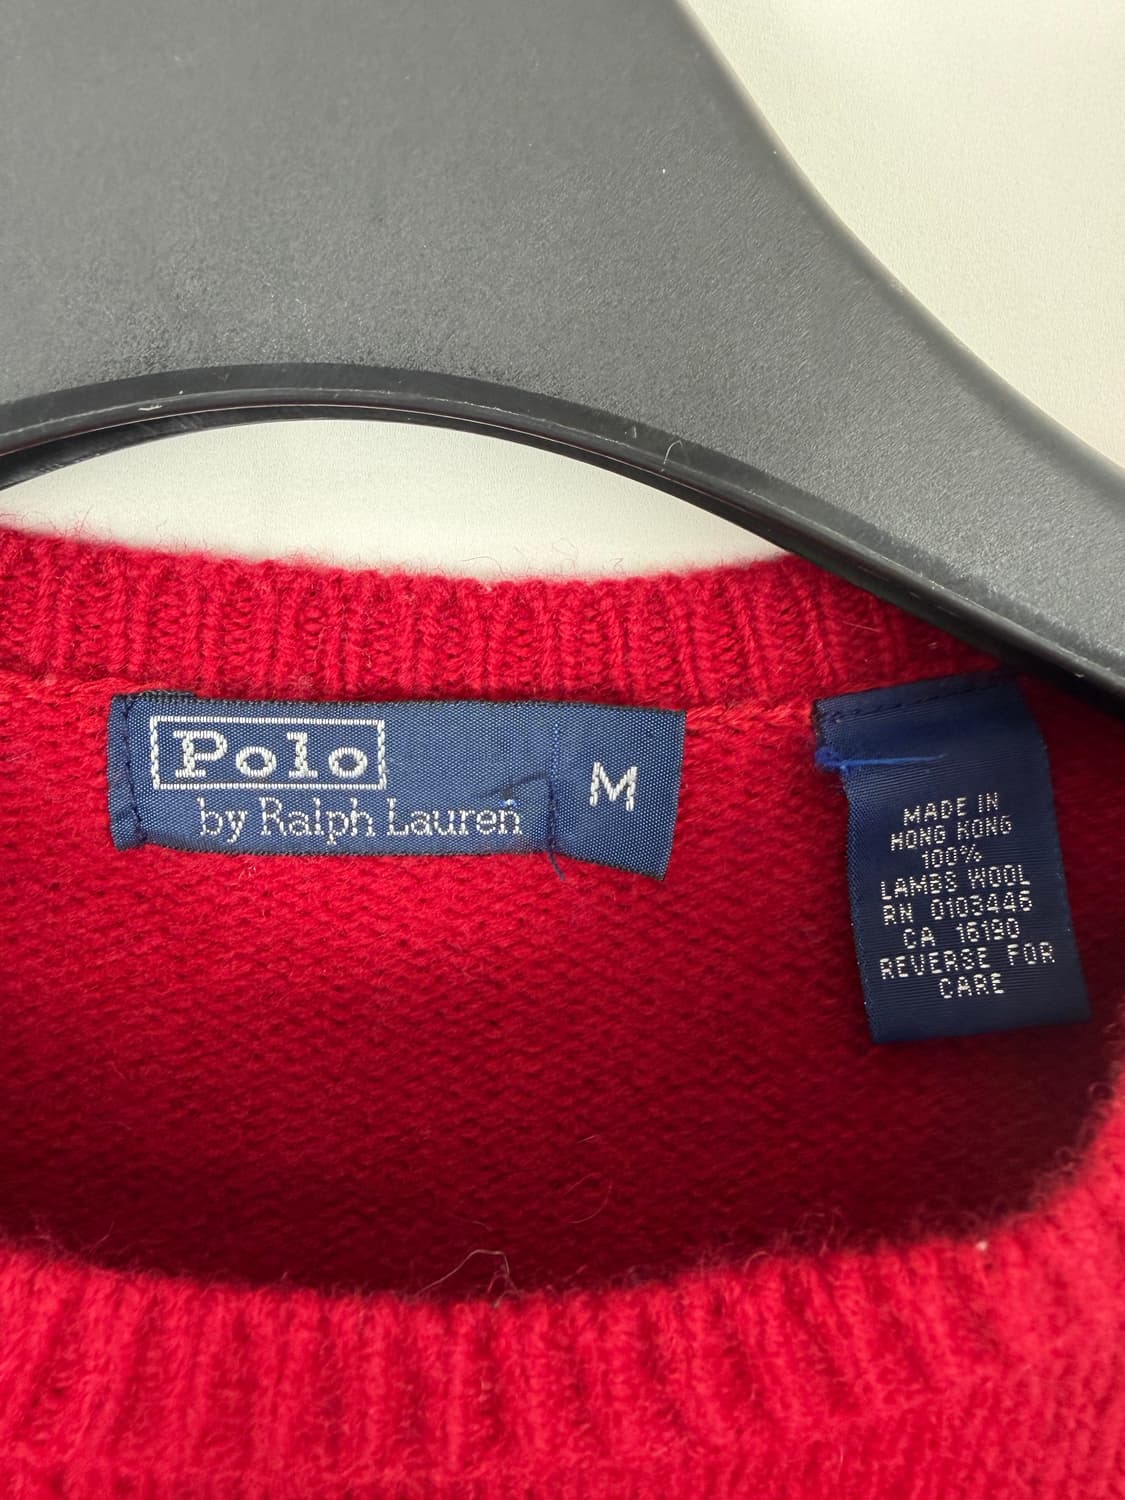 Polo
by Ralph Lauren
M
MADE IN
HONG KONG
100%
LAMBS WOOL
RN 0103446
CA 16190
REVERSE FOR
CARE